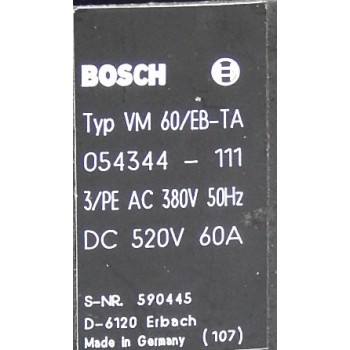 BOSCH
Typ VM 60/EB-TA
054344 - 111
3/PE AC 380V 50Hz
DC 520V 60A
S-NR. 590445
D-6120 Erbach
Made in Germany (107)